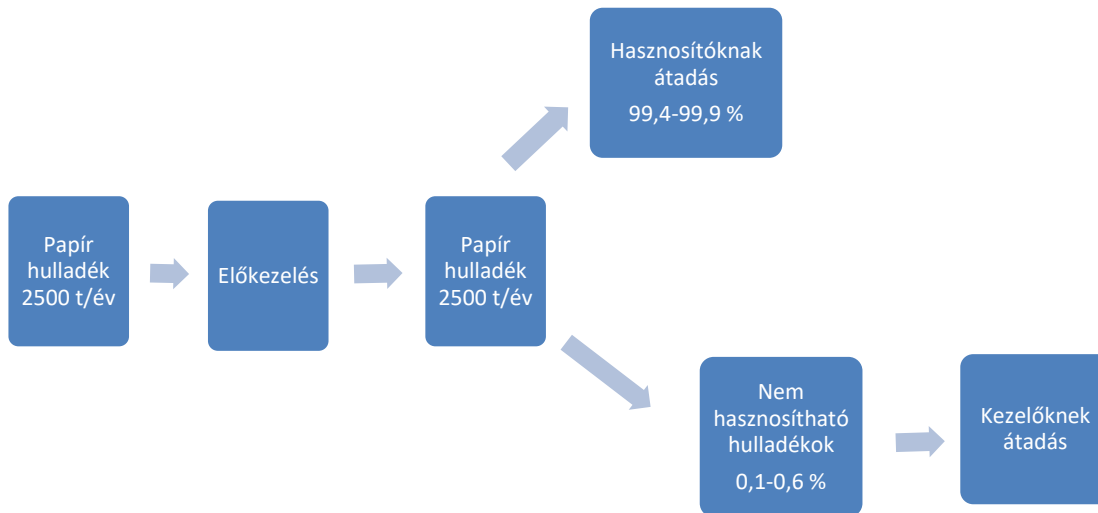 Hasznosítóknak
átadás
99,4-99,9 %
Papír
hulladék
2500 t/év
Előkezelés
Papír
hulladék
2500 t/év
Nem
hasznosítható
hulladékok
0,1-0,6 %
Kezelőknek
átadás